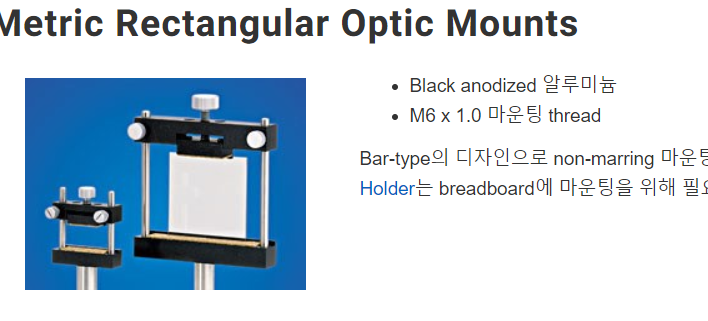 Metric Rectangular Optic Mounts
Black anodized 알루미늄
M6 x 1.0 마운팅 thread
Bar-type의 디자인으로 non-marring 마운팅
Holder는 breadboard에 마운팅을 위해